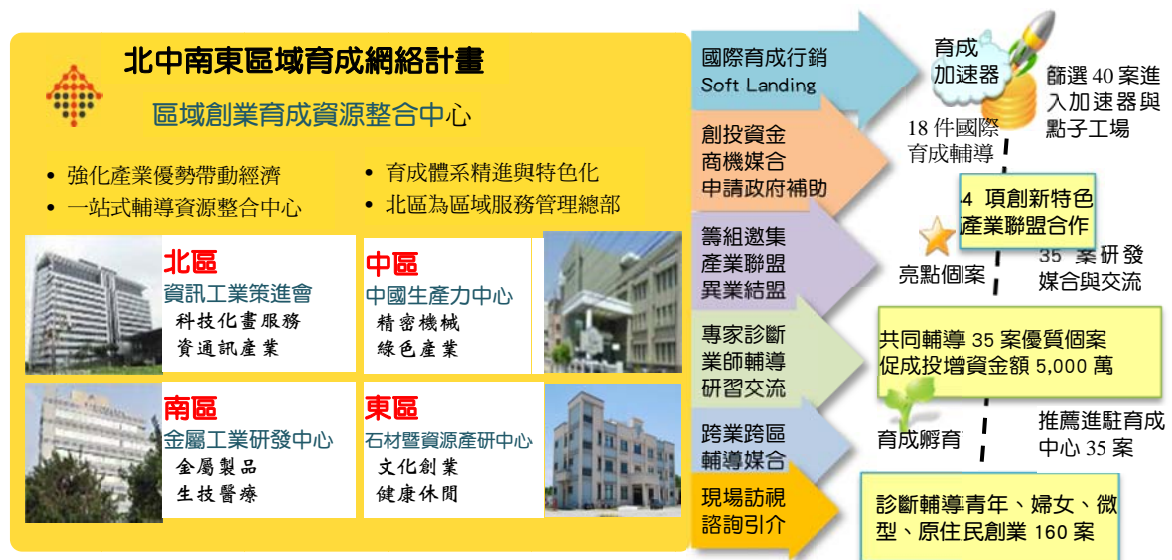 北中南東區域育成網絡計畫
區域創業育成資源整合中心
• 強化產業優勢帶動經濟
• 一站式輔導資源整合中心
• 育成體系精進與特色化
• 北區為區域服務管理總部
北區
資訊工業策進會
科技化畫服務
資通訊產業
中區
中國生產力中心
精密機械
綠色產業
南區
金屬工業研發中心
金屬製品
生技醫療
東區
石材暨資源產研中心
文化創業
健康休閒
國際育成行銷
Soft Landing
創投資金
商機媒合
申請政府補助
籌組邀集
產業聯盟
異業結盟
專家診斷
業師輔導
研習交流
跨業跨區
輔導媒合
現場訪視
諮詢引介
育成
加速器
篩選 40 案進
入加速器與
點子工場
18 件國際
育成輔導
4 項創新特色
產業聯盟合作
亮點個案
35 案研發
媒合與交流
共同輔導 35 案優質個案
促成投增資金額 5,000 萬
育成孵育
推薦進駐育成
中心 35 案
診斷輔導青年、婦女、微
型、原住民創業 160 案